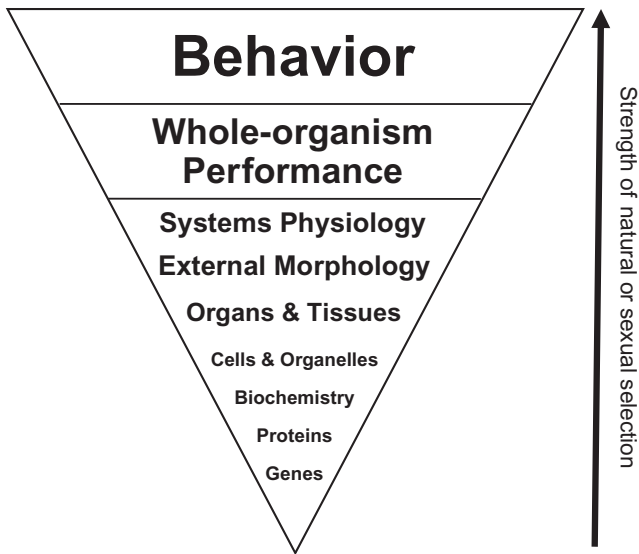 Behavior
Whole-organism
Performance
Systems Physiology
External Morphology
Organs & Tissues
Cells & Organelles
Biochemistry
Proteins
Genes
Strength of natural or sexual selection